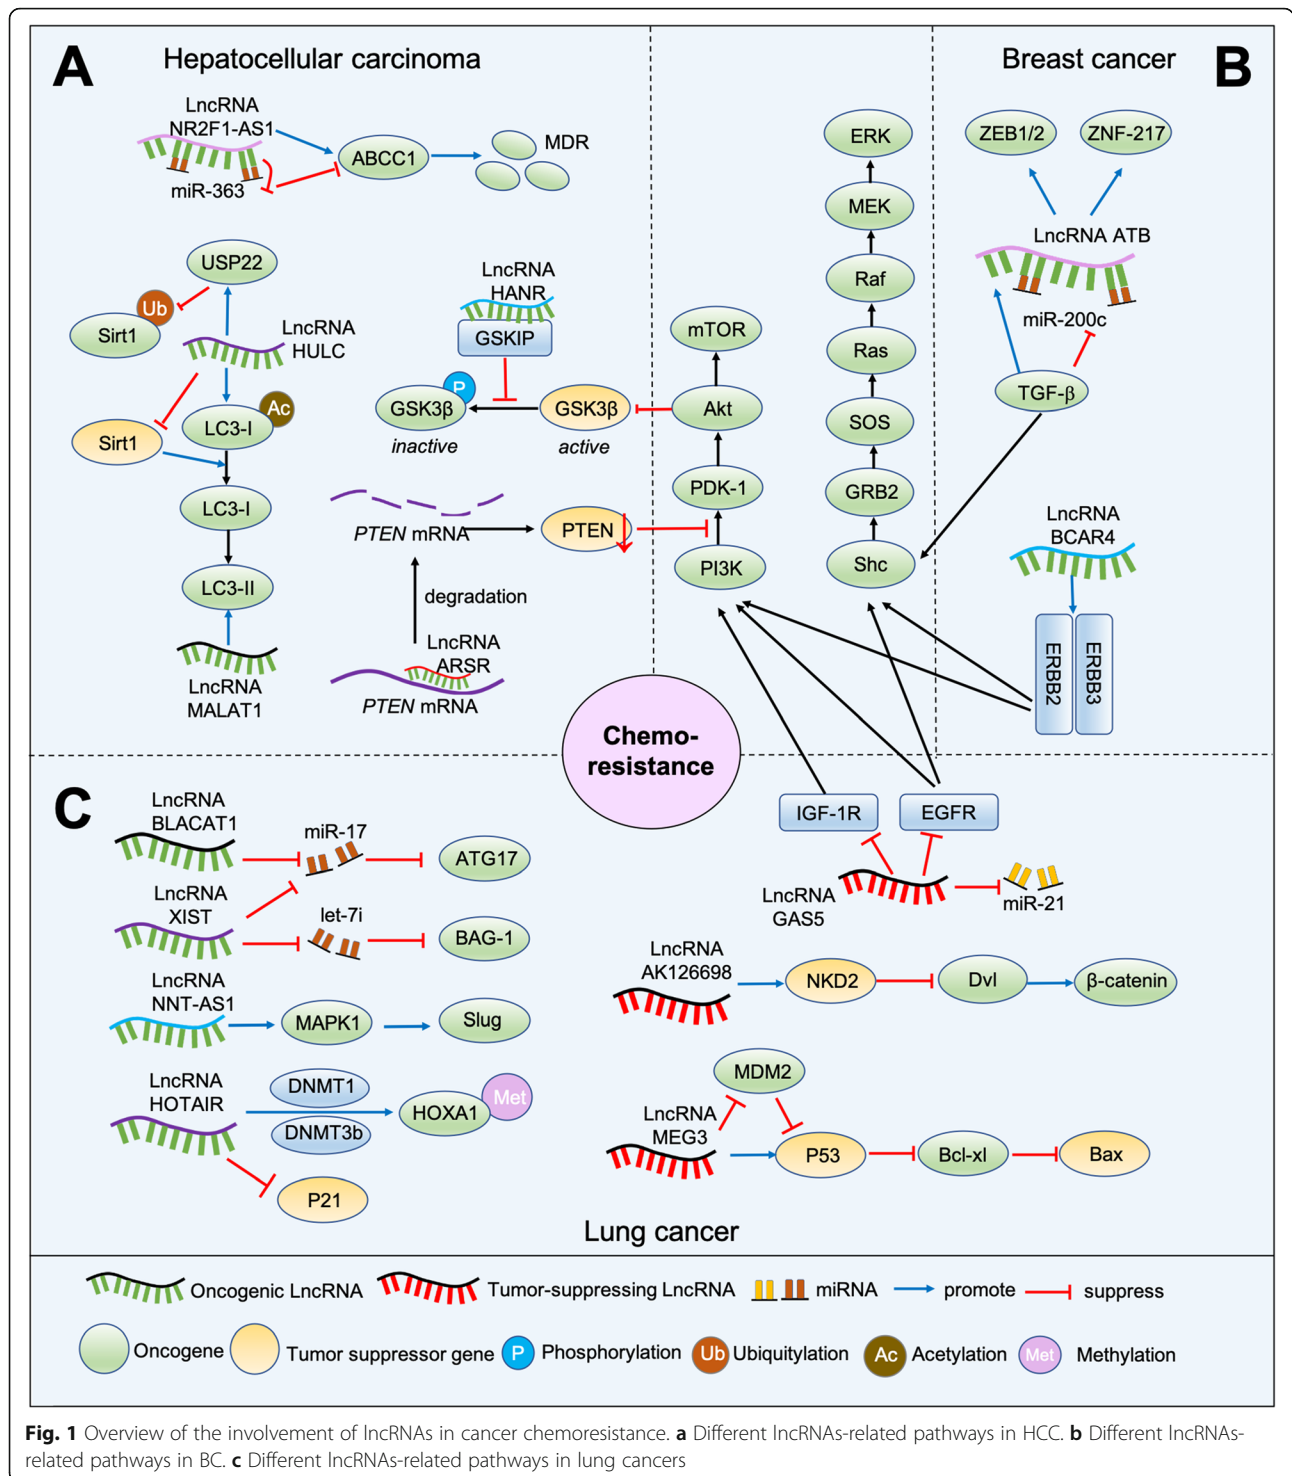 A
Hepatocellular carcinoma
Breast cancer
B
LncRNA
NR2F1-AS1
miR-363
ABCC1
MDR
USP22
Ub
Sirt1
LncRNA
HULC
Ac
LC3-I
Sirt1
LC3-I
LC3-II
LncRNA
MALAT1
LncRNA
HANR
GSKIP
P
GSK3β
inactive
GSK3β
active
PTEN mRNA
PTEN
degradation
LncRNA
ARSR
PTEN mRNA
mTOR
Akt
PDK-1
PI3K
ERK
MEK
Raf
Ras
SOS
GRB2
Shc
ZEB1/2
ZNF-217
LncRNA ATB
miR-200c
TGF-β
LncRNA
BCAR4
ERBB2
ERBB3
Chemo-
resistance
C
LncRNA
BLACAT1
miR-17
ATG17
LncRNA
XIST
let-7i
BAG-1
LncRNA
NNT-AS1
MAPK1
Slug
LncRNA
HOTAIR
DNMT1
DNMT3b
HOXA1
Met
P21
IGF-1R
EGFR
LncRNA
GAS5
miR-21
LncRNA
AK126698
NKD2
Dvl
β-catenin
MDM2
LncRNA
MEG3
P53
Bcl-xl
Bax
Lung cancer
Oncogenic LncRNA
Tumor-suppressing LncRNA
miRNA
promote
suppress
Oncogene
Tumor suppressor gene
P
Phosphorylation
Ub
Ubiquitylation
Ac
Acetylation
Met
Methylation
Fig. 1 Overview of the involvement of lncRNAs in cancer chemoresistance. a Different lncRNAs-related pathways in HCC. b Different lncRNAs-
related pathways in BC. c Different lncRNAs-related pathways in lung cancers